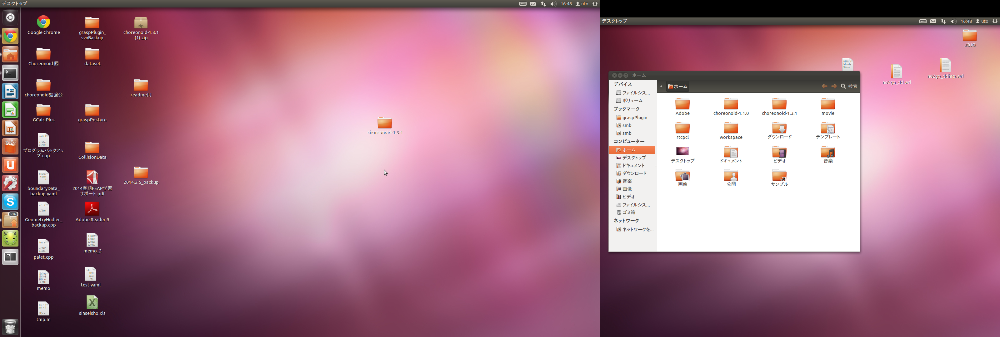 デスクトップ
16:48 uto
Google Chrome
graspPlugin_
svnBackup
choreonoid-1.3.1
(1).zip
zip
Choreonoid 図
dataset
choreonoid勉強会
readme用
GCalc-Plus
graspPosture
choreonoid-1.3.1
プログラムバックアッ
プ.cpp
CollisionData
2014.2.5_backup
boundaryData_
backup.yaml
2014春期FEAP学習
サポート.pdf
GeometryHndler_
backup.cpp
Adobe Reader 9
516
palet.cpp
memo_2
memo
test.yaml
tmp.m
sinseisho.xls
デスクトップ
16:48 uto
JOJO
no2go_dd.wrl
no2go_ddhrp.wrl
ホーム
デバイス
ファイルシス...
ボリューム
ブックマーク
graspPlugin
smb
smb
コンピューター
ホーム
デスクトップ
ドキュメント
ダウンロード
音楽
画像
ビデオ
ファイルシス...
ゴミ箱
ネットワーク
ネットワークを...
ホーム
検索
Adobe
choreonoid-1.1.0
choreonoid-1.3.1
movie
rtcpcl
workspace
ダウンロード
テンプレート
デスクトップ
ドキュメント
ビデオ
音楽
画像
公開
サンプル